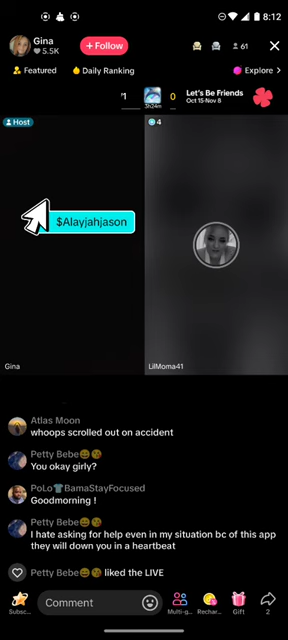 8:12
Gina
5.5K
+ Follow
61
Featured
Daily Ranking
Explore >
3h24m
0
Let's Be Friends
Oct 15-Nov 8
Host
4
$Alayjahjason
Gina
LilMoma41
Atlas Moon
whoops scrolled out on accident
Petty Bebe😄😘
You okay girly?
PoLo👕BamaStayFocused
Goodmorning !
Petty Bebe😄😘
I hate asking for help even in my situation bc of this app
they will down you in a heartbeat
Petty Bebe😄😘 liked the LIVE
Comment
Subsc...
Multi-g...
Rechar...
Gift
2